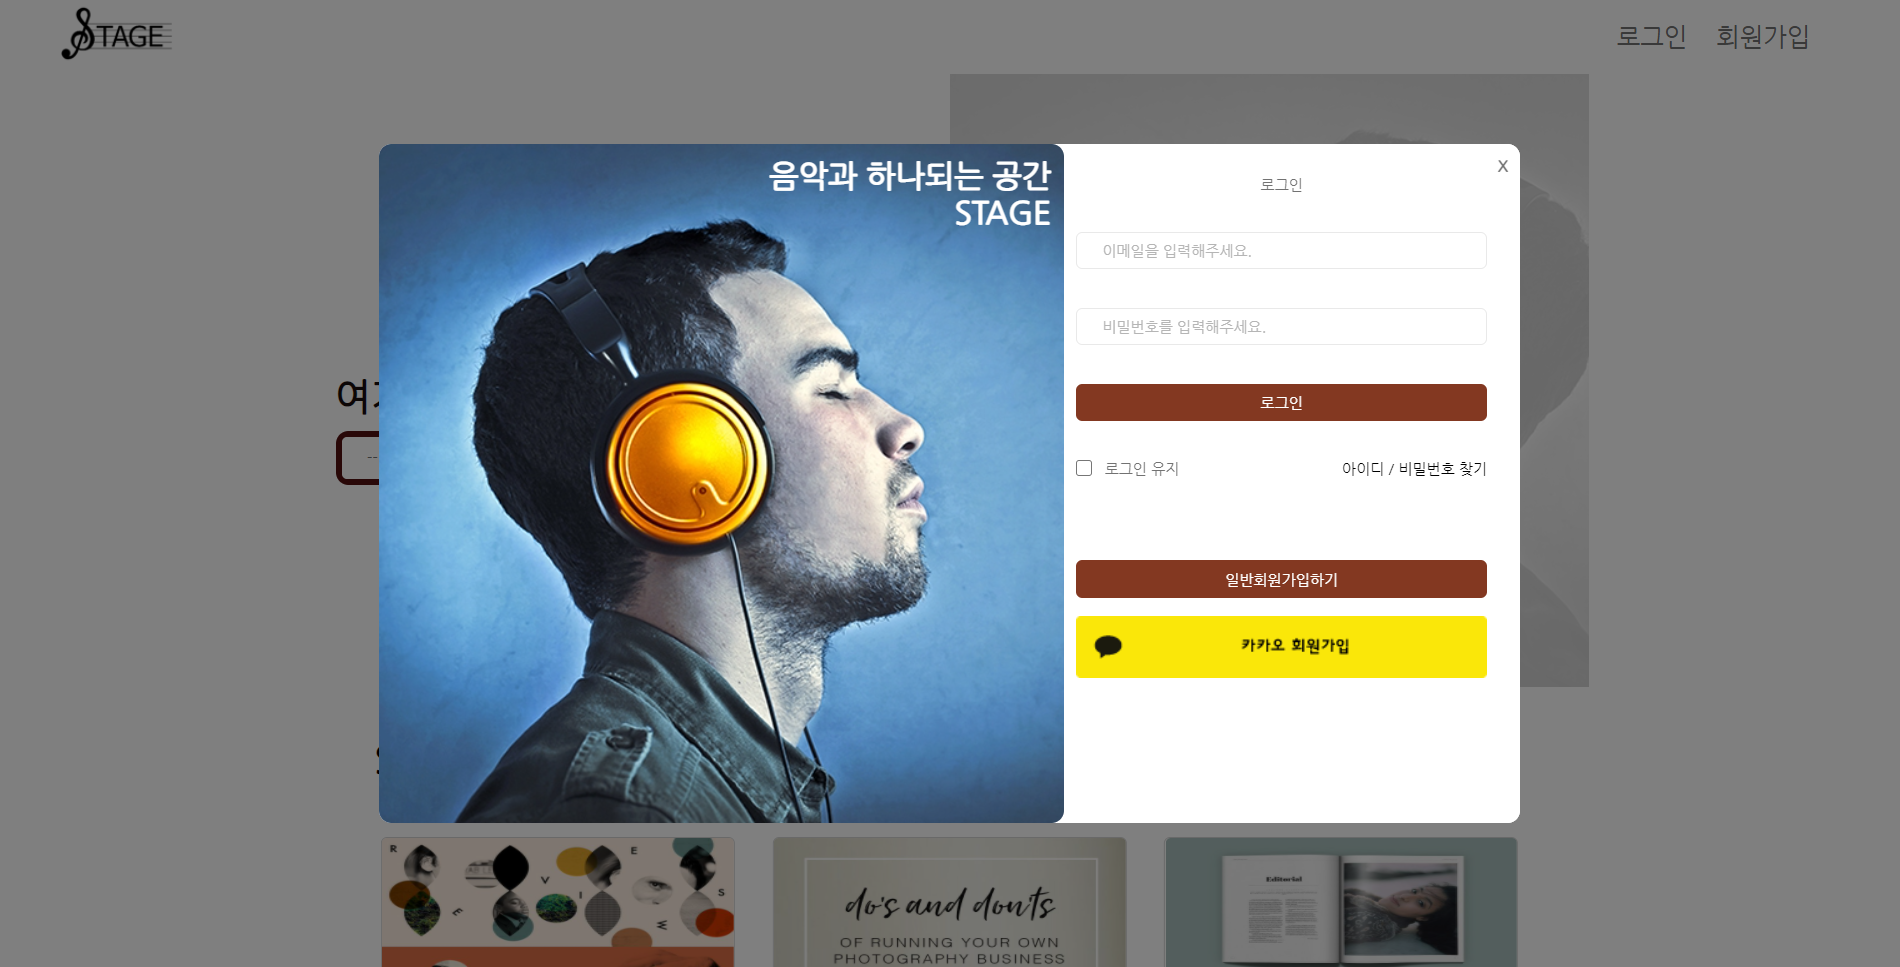 STAGE
로그인 회원가입
음악과 하나되는 공간
STAGE
X
로그인
이메일을 입력해주세요.
비밀번호를 입력해주세요.
로그인
로그인 유지
아이디 / 비밀번호 찾기
일반회원가입하기
카카오 회원가입
여
--
R E
V I S
E W
do's and don'ts
OF RUNNING YOUR OWN
PHOTOGRAPHY BUSINESS
Editorial